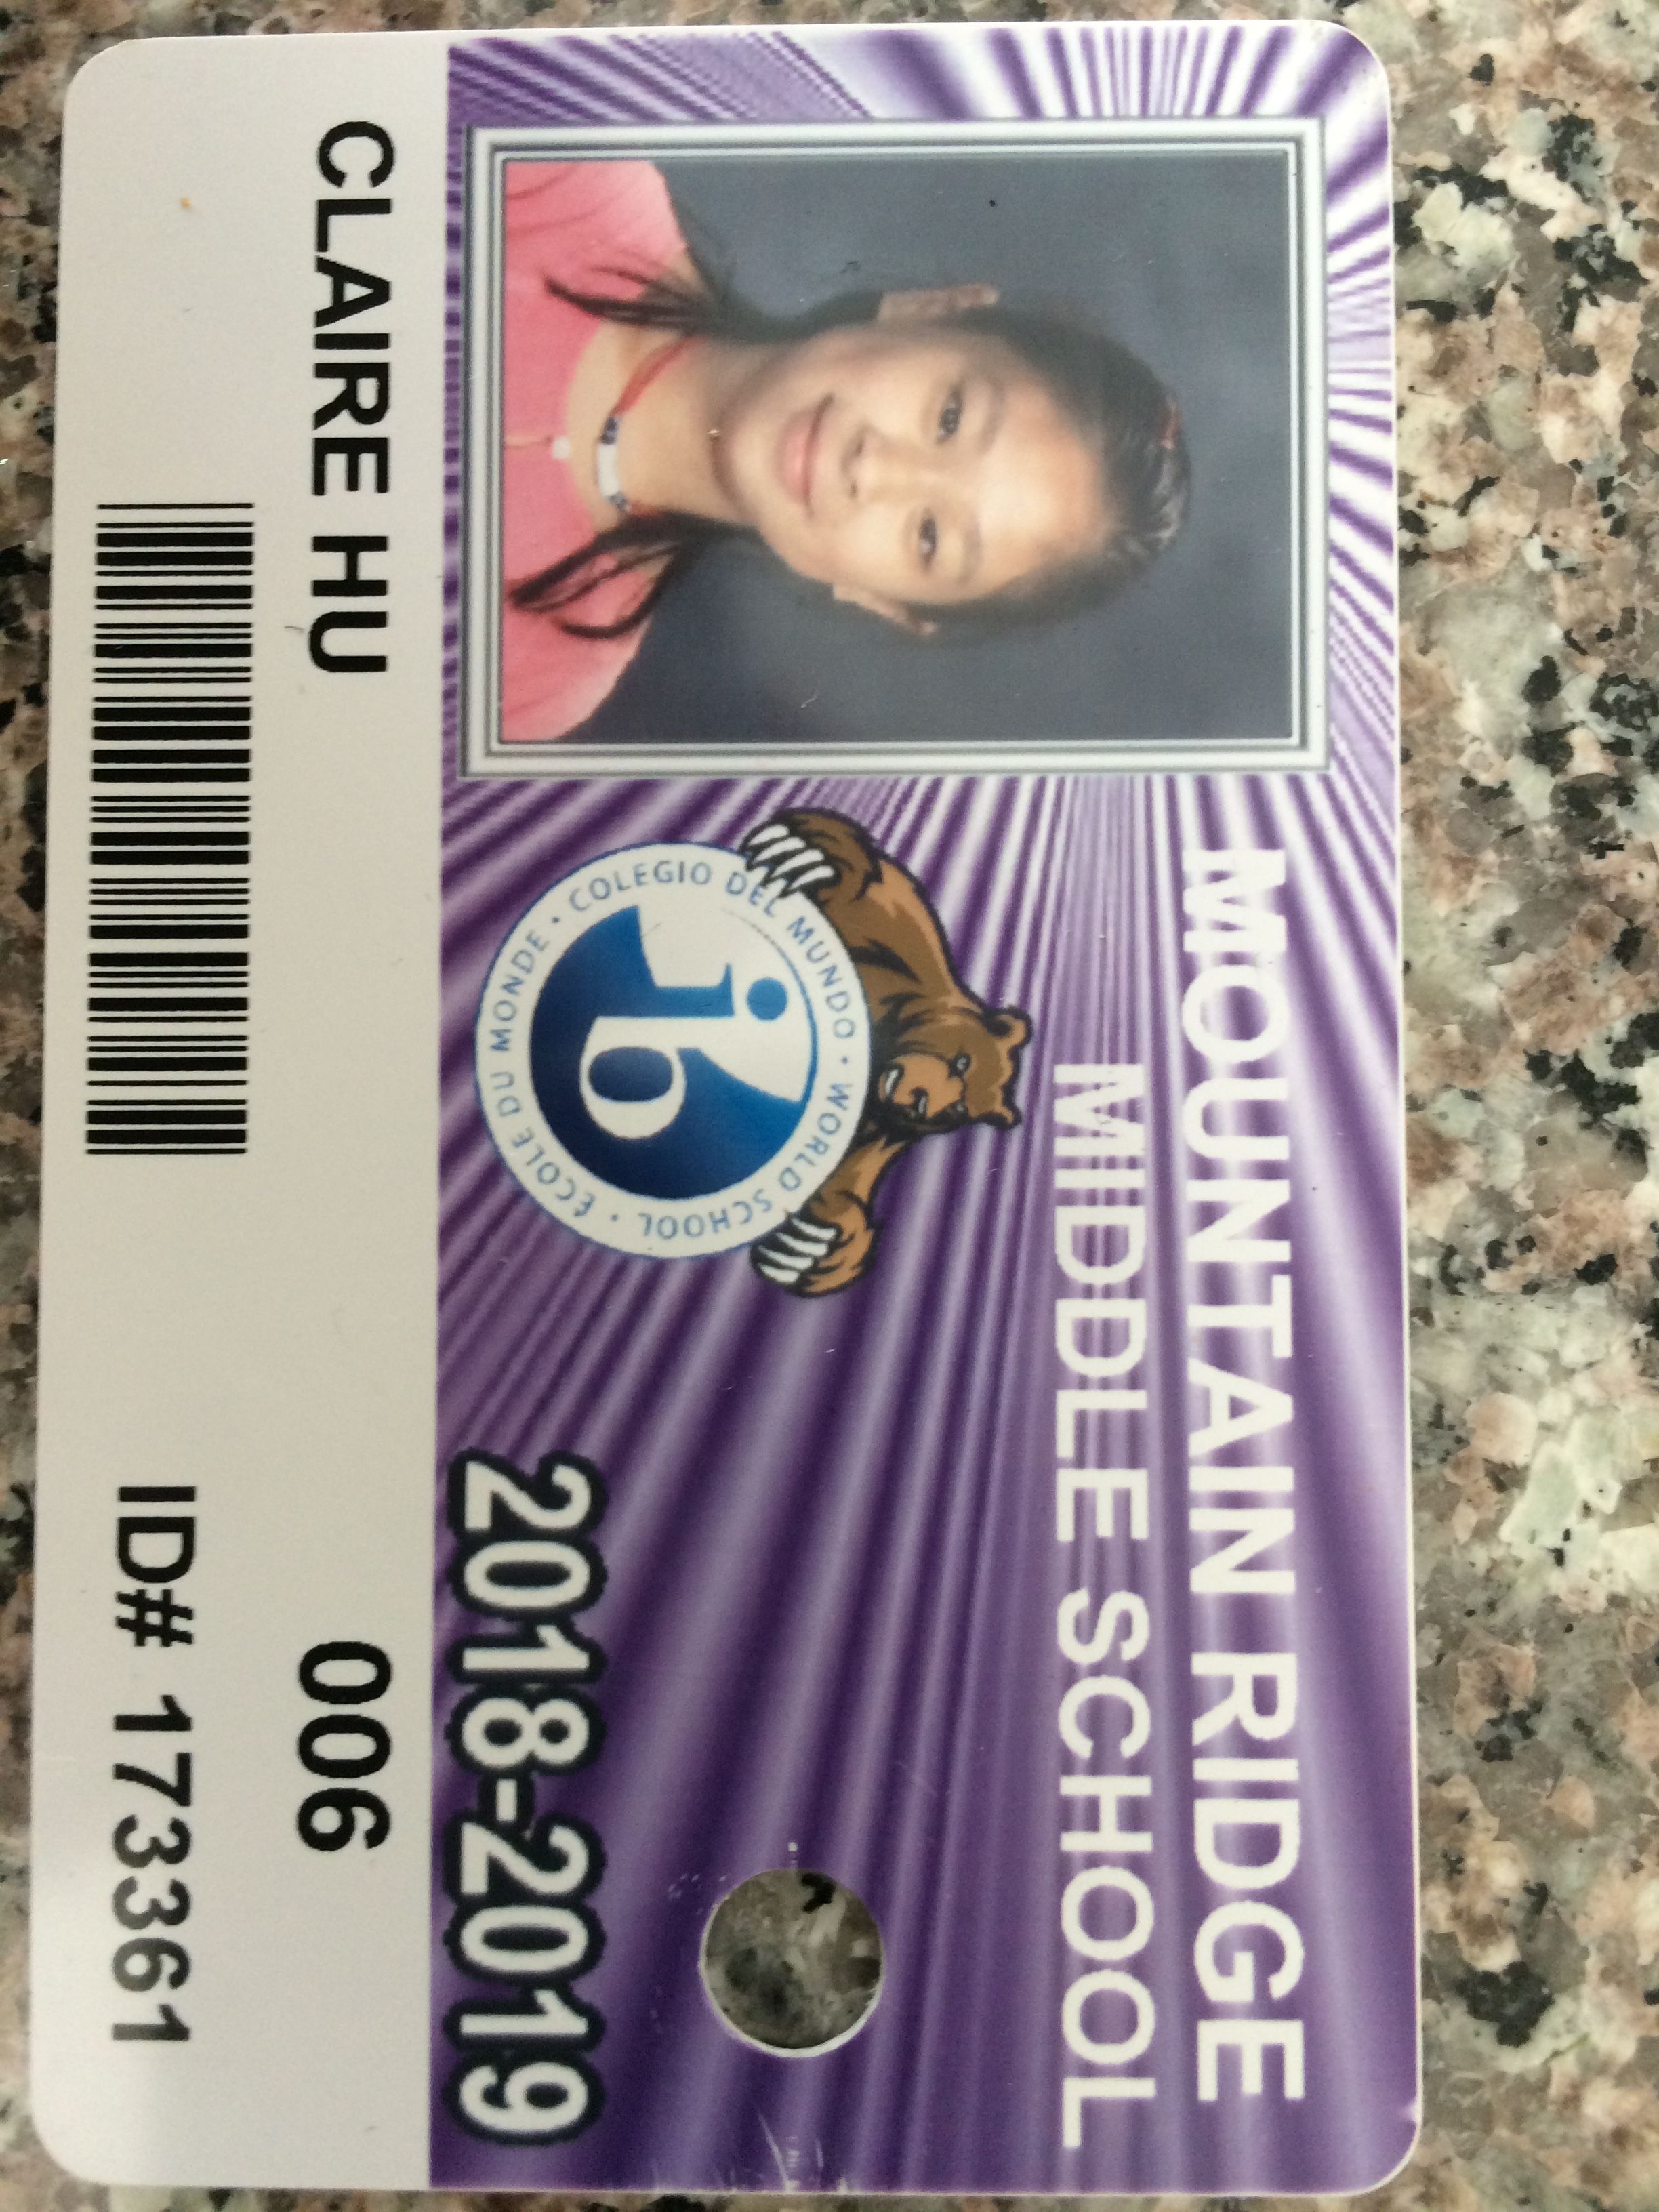 MOUNTAIN RIDGE
MIDDLE SCHOOL
COLEGIO DEL MUNDO · WORLD SCHOOL · ÉCOLE DU MONDE ·
ib
2018-2019
CLAIRE HU
006
ID# 173361